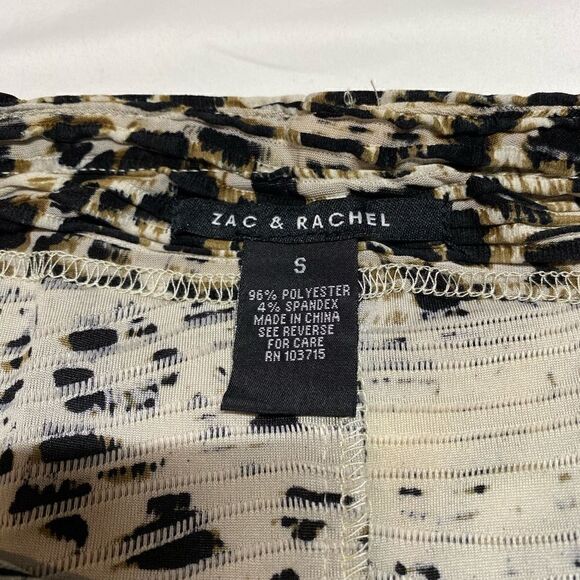 ZAC & RACHEL
S
96% POLYESTER
4% SPANDEX
MADE IN CHINA
SEE REVERSE
FOR CARE
RN 103715